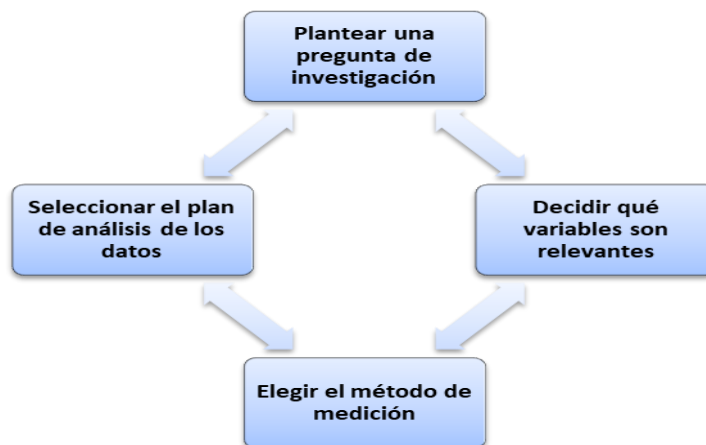 Plantear una
pregunta de
investigación
Seleccionar el plan
de análisis de los
datos
Decidir qué
variables son
relevantes
Elegir el método de
medición